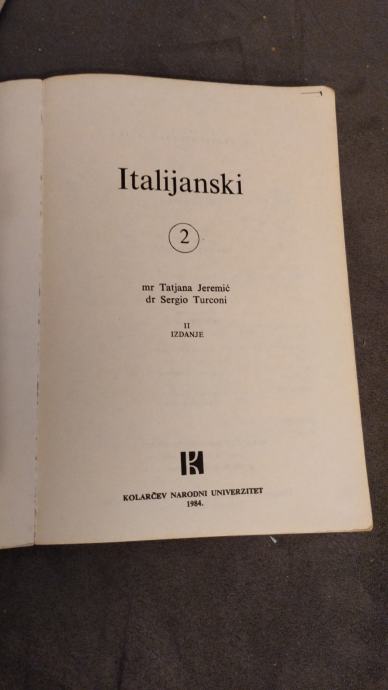 Italijanski
2
mr Tatjana Jeremić
dr Sergio Turconi
II
IZDANJE
KOLARČEV NARODNI UNIVERZITET
1984.